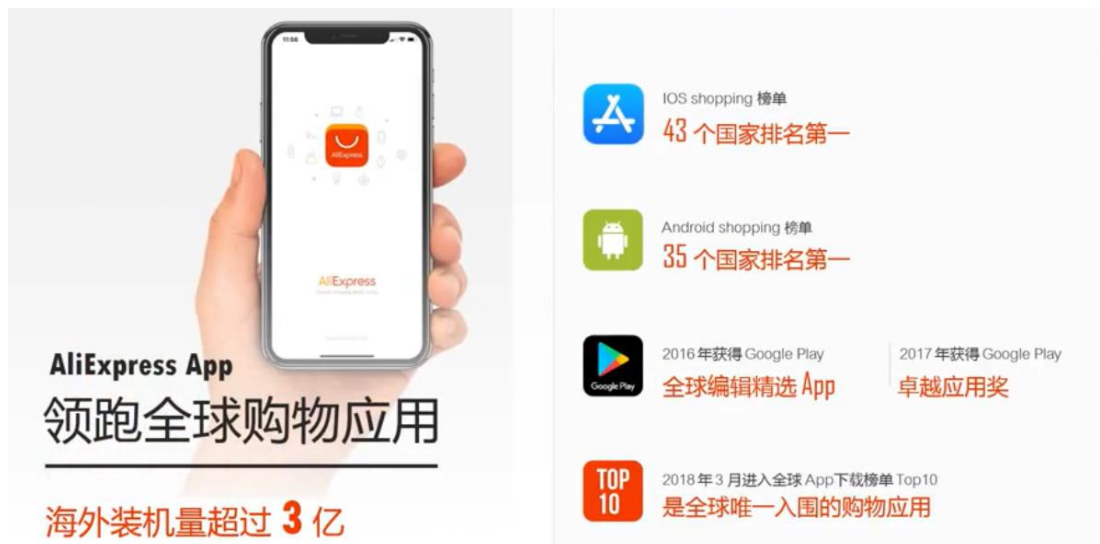 11:56
AliExpress
AliExpress
AliExpress App
领跑全球购物应用
海外装机量超过 3 亿
IOS shopping 榜单
43 个国家排名第一
Android shopping 榜单
35 个国家排名第一
Google Play
2016 年获得 Google Play
全球编辑精选 App
2017 年获得 Google Play
卓越应用奖
TOP
10
2018 年 3 月进入全球 App下载榜单 Top10
是全球唯一入围的购物应用